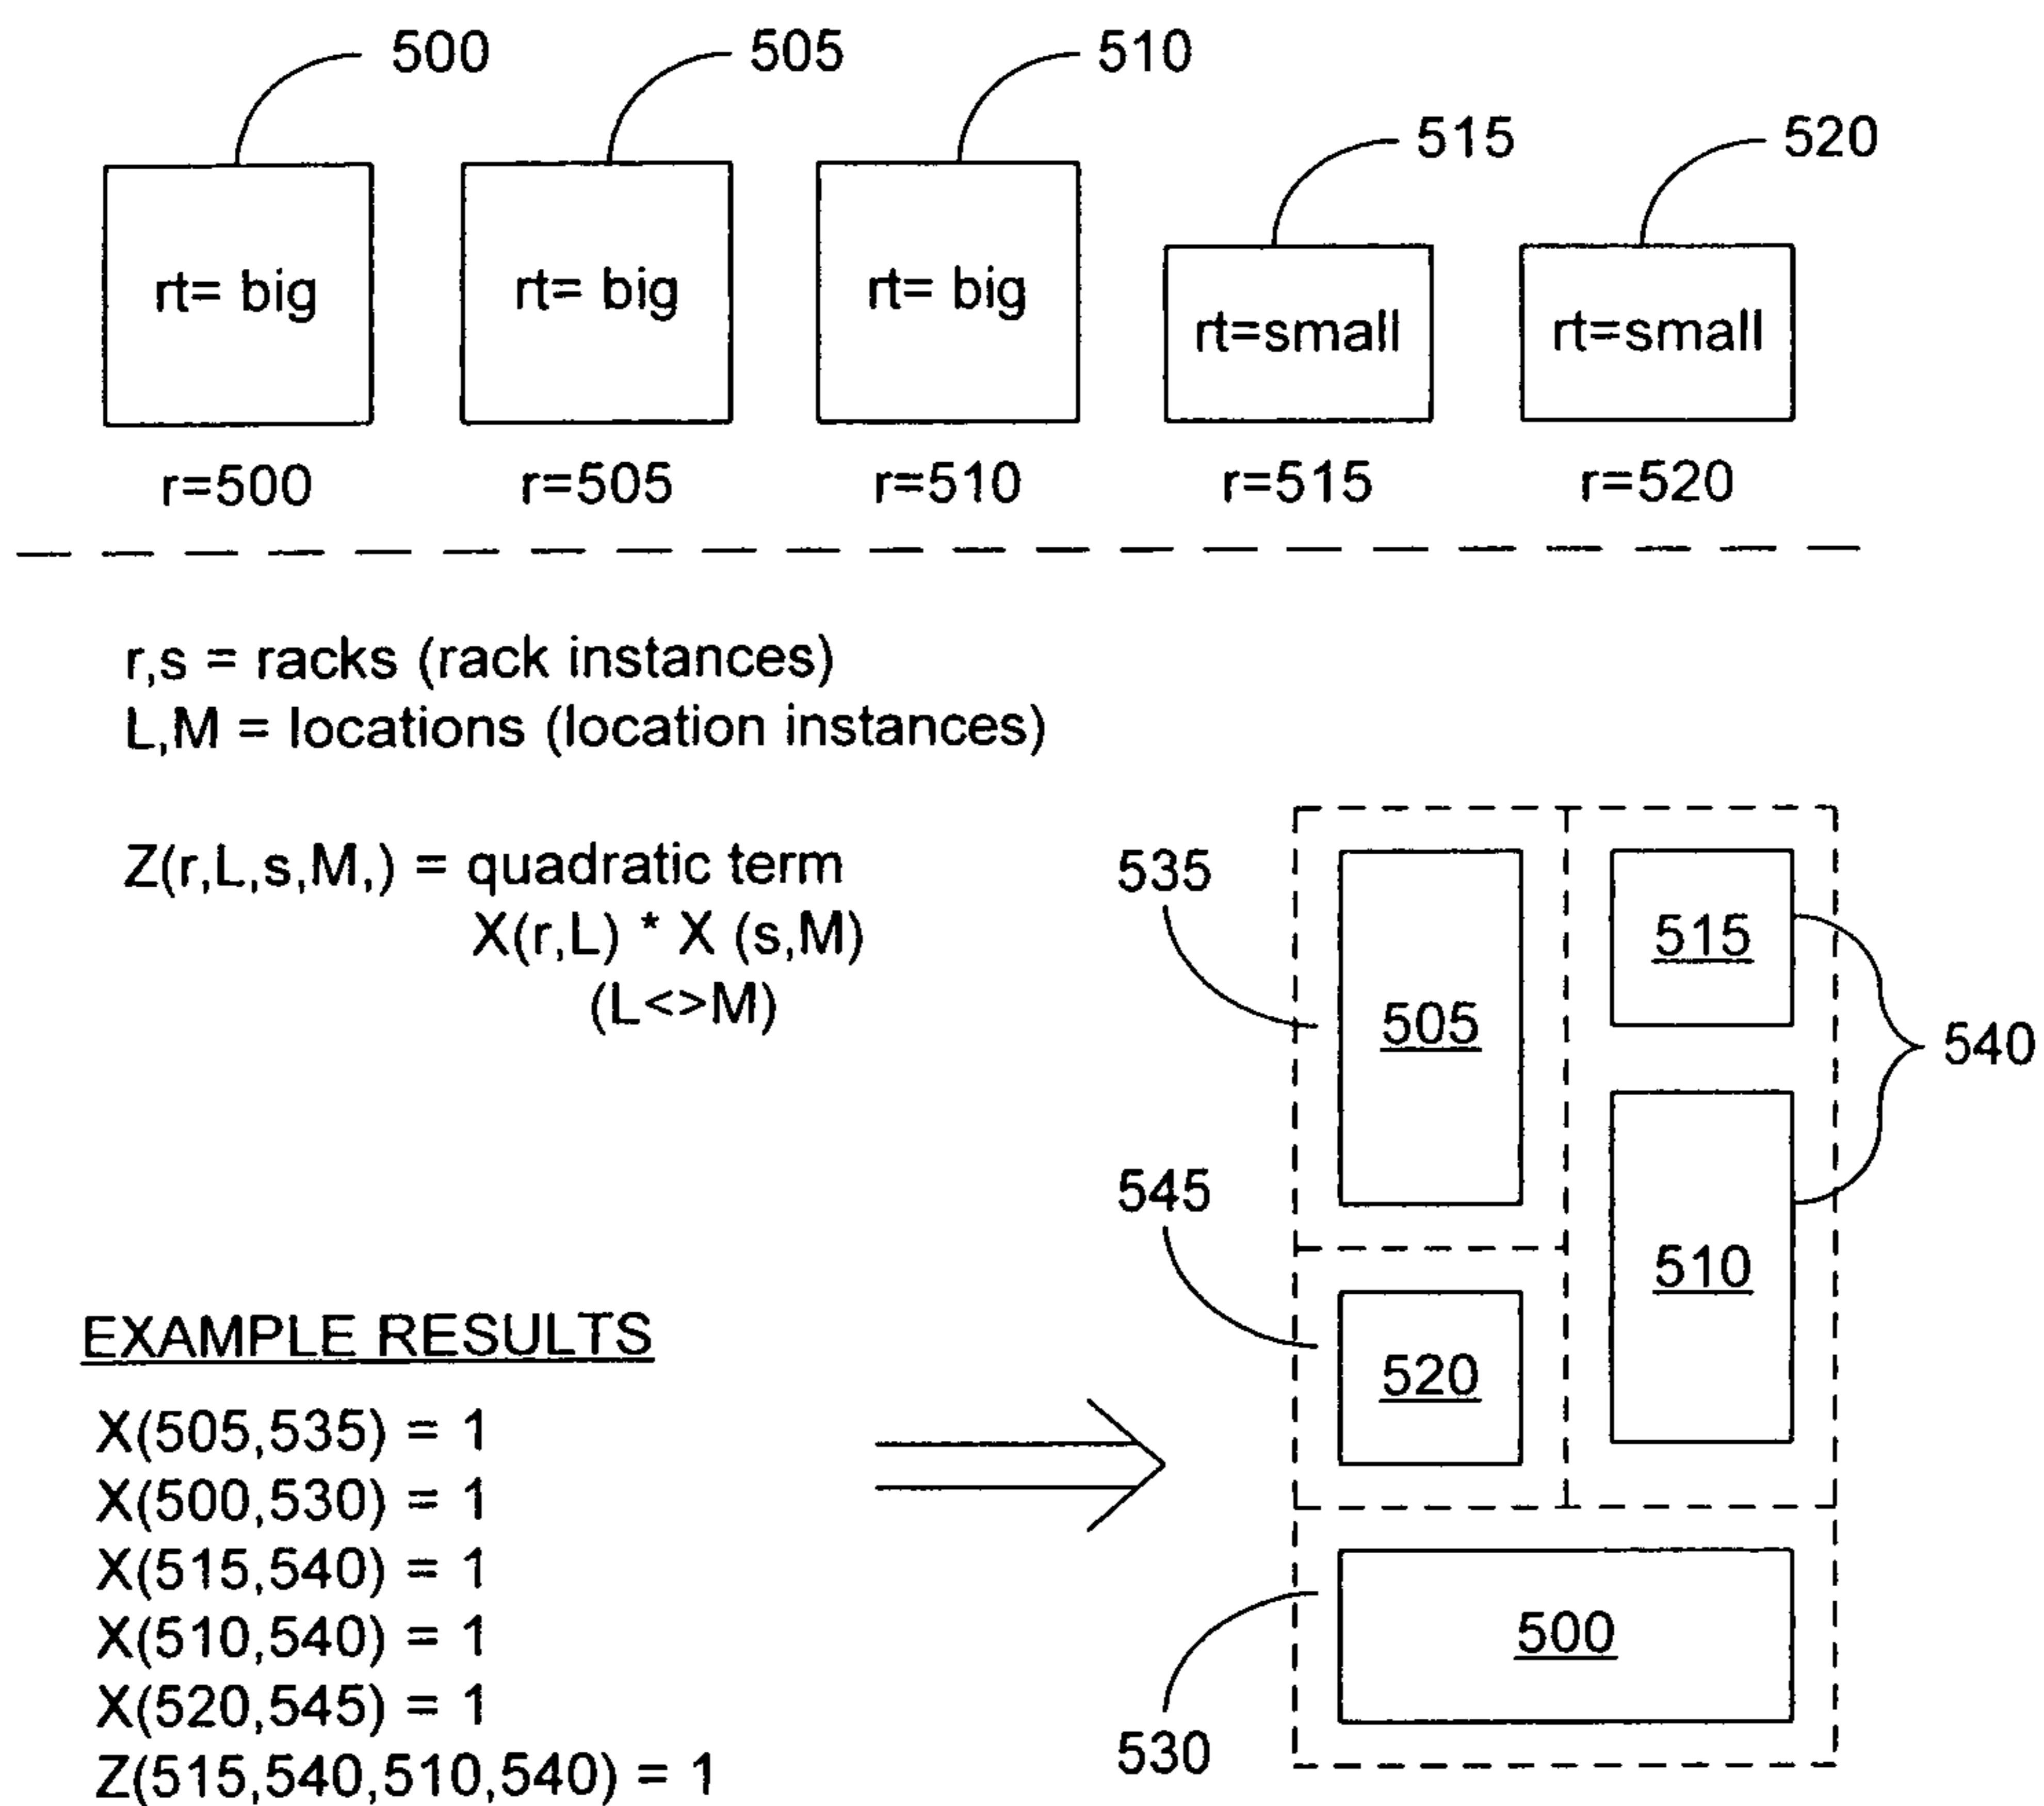 500 505 510
515 520
rt= big rt= big rt= big rt=small rt=small
r=500 r=505 r=510 r=515 r=520
r,s = racks (rack instances)
L,M = locations (location instances)
Z(r,L,s,M,) = quadratic term
X(r,L) * X (s,M)
(L<>M)
535
505
515
540
545
520
510
530
500
EXAMPLE RESULTS
X(505,535) = 1
X(500,530) = 1
X(515,540) = 1
X(510,540) = 1
X(520,545) = 1
Z(515,540,510,540) = 1